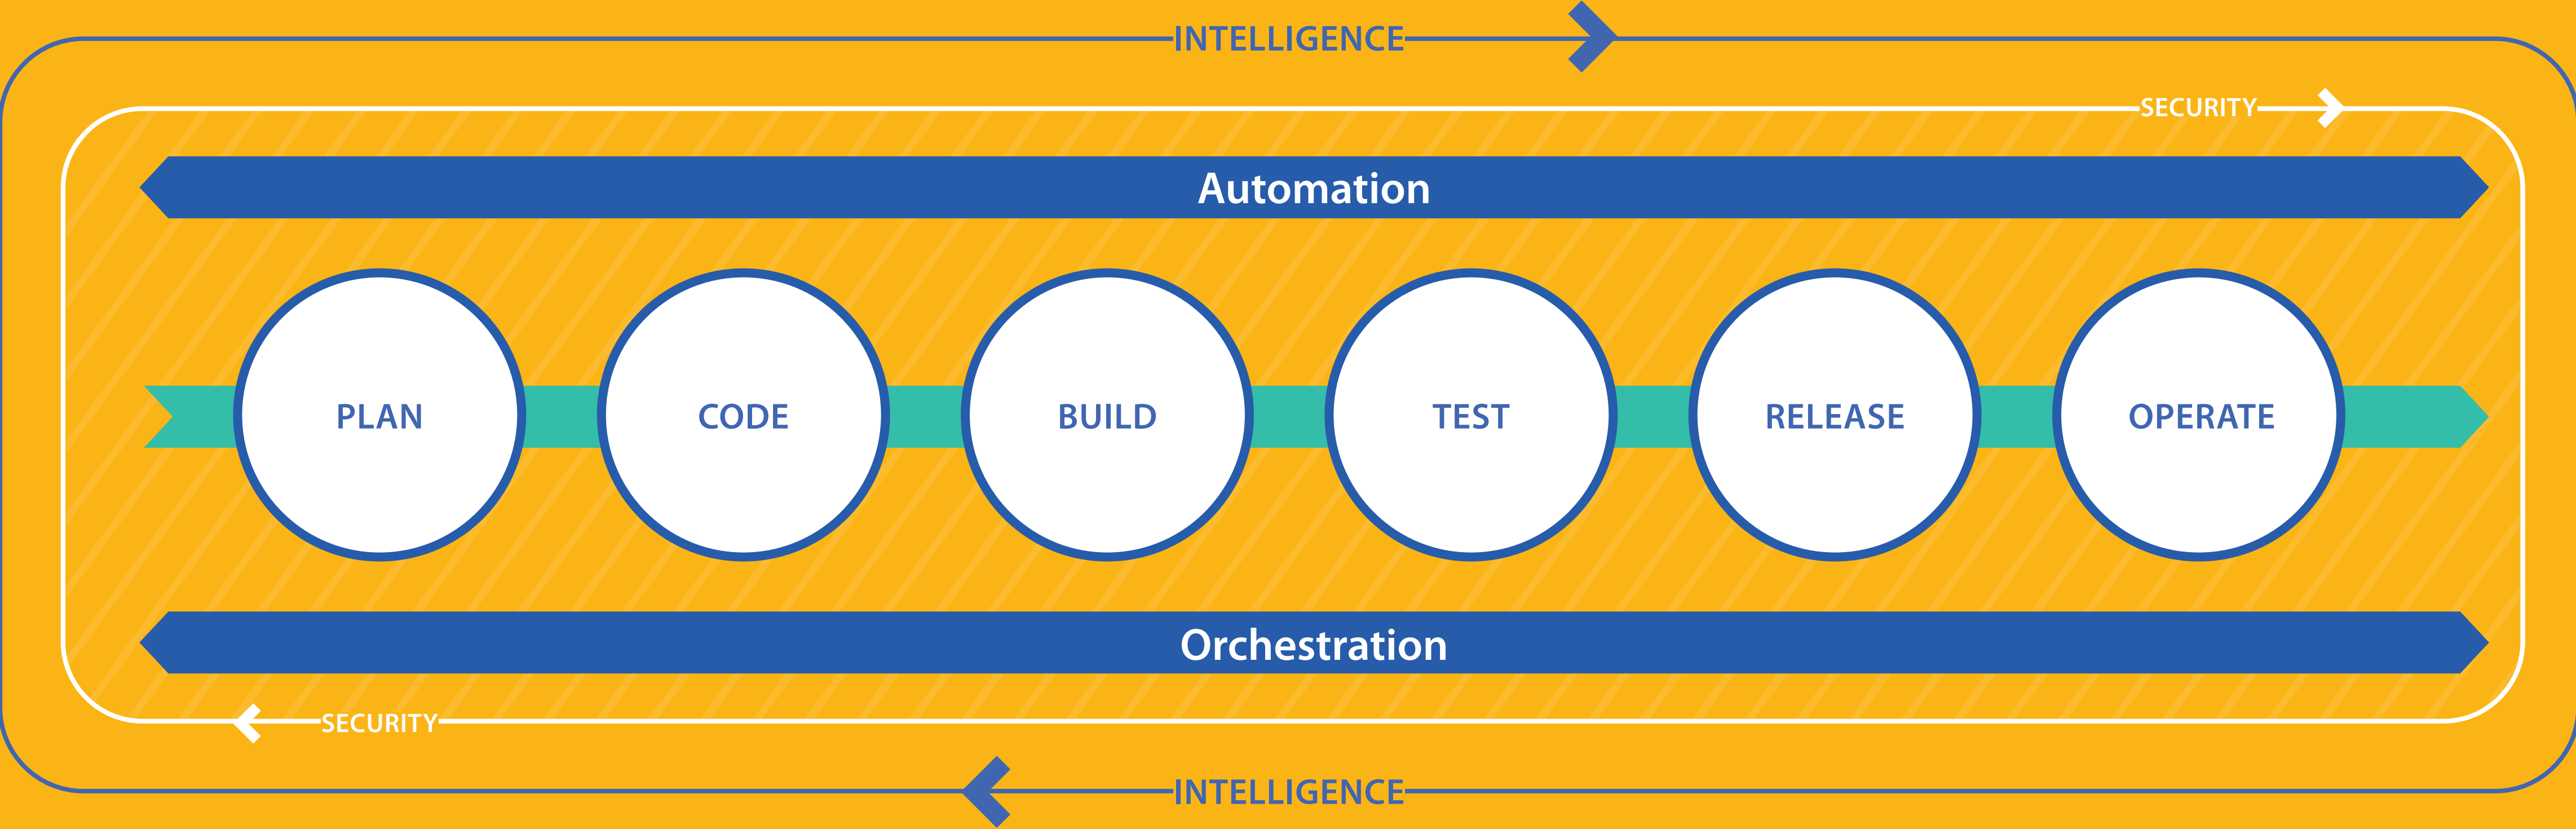 INTELLIGENCE
SECURITY
Automation
PLAN
CODE
BUILD
TEST
RELEASE
OPERATE
Orchestration
SECURITY
INTELLIGENCE